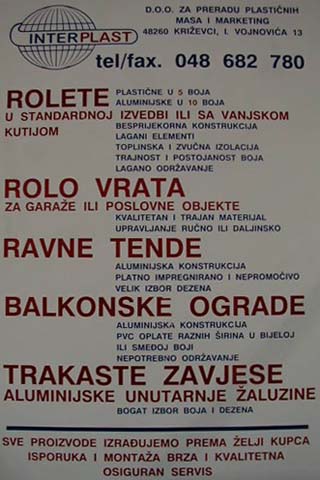 INTERPLAST
D.O.O. ZA PRERADU PLASTIČNIH
MASA I MARKETING
48260 KRIŽEVCI, I. VOJNOVIĆA 13
tel/fax. 048 682 780
ROLETE
PLASTIČNE U 5 BOJA
ALUMINIJSKE U 10 BOJA
U STANDARDNOJ IZVEDBI ILI SA VANJSKOM
KUTIJOM
BESPRIJEKORNA KONSTRUKCIJA
LAGANI ELEMENTI
TOPLINSKA I ZVUČNA IZOLACIJA
TRAJNOST I POSTOJANOST BOJA
LAGANO ODRŽAVANJE
ROLO VRATA
ZA GARAŽE ILI POSLOVNE OBJEKTE
KVALITETAN I TRAJAN MATERIJAL
UPRAVLJANJE RUČNO ILI DALJINSKO
RAVNE TENDE
ALUMINIJSKA KONSTRUKCIJA
PLATNO IMPREGNIRANO I NEPROMOČIVO
VELIK IZBOR DEZENA
BALKONSKE OGRADE
ALUMINIJSKA KONSTRUKCIJA
PVC OPLATE RAZNIH ŠIRINA U BIJELOJ
ILI SMEĐOJ BOJI
NEPOTREBNO ODRŽAVANJE
TRAKASTE ZAVJESE
ALUMINIJSKE UNUTARNJE ŽALUZINE
BOGAT IZBOR BOJA I DEZENA
SVE PROIZVODE IZRAĐUJEMO PREMA ŽELJI KUPCA
ISPORUKA I MONTAŽA BRZA I KVALITETNA
OSIGURAN SERVIS